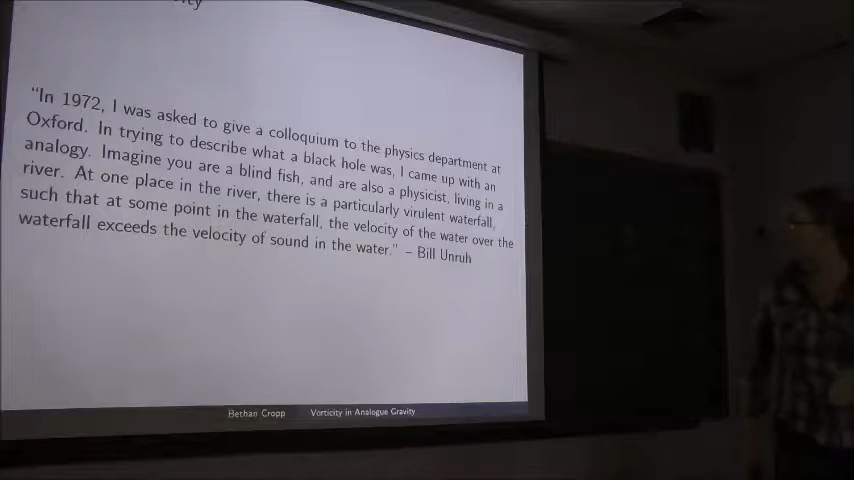 "In 1972, I was asked to give a colloquium to the physics department at
Oxford. In trying to describe what a black hole was, I came up with an
analogy. Imagine you are a blind fish, and are also a physicist, living in a
river. At one place in the river, there is a particularly virulent waterfall,
such that at some point in the waterfall, the velocity of the water over the
waterfall exceeds the velocity of sound in the water." – Bill Unruh
Bethan Cropp Vorticity in Analogue Gravity